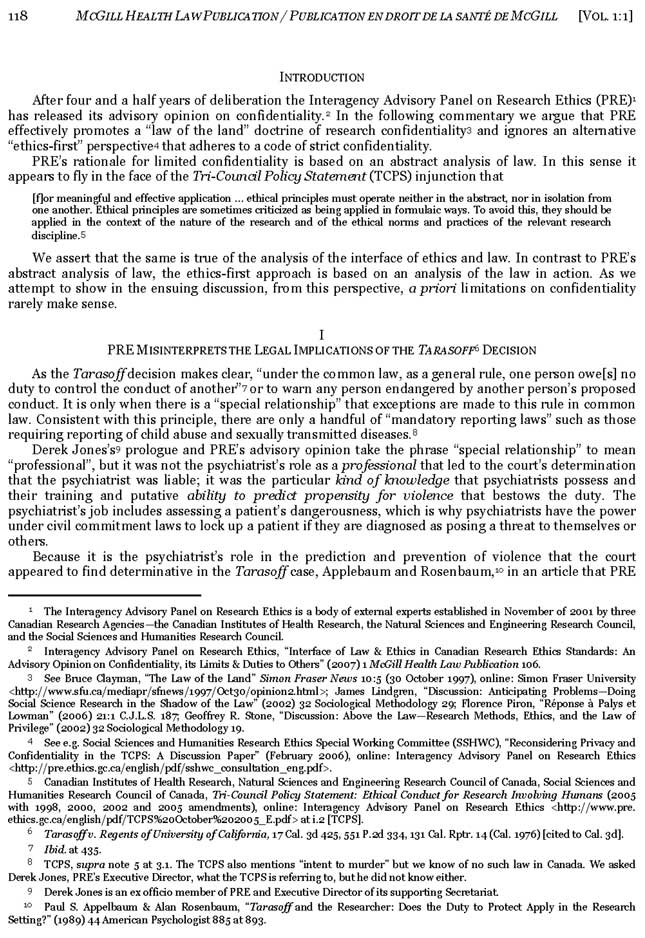 118 MCGILL HEALTH LAW PUBLICATION / PUBLICATION EN DROIT DE LA SANTÉ DE MCGILL [VOL. 1:1]
INTRODUCTION
After four and a half years of deliberation the Interagency Advisory Panel on Research Ethics (PRE)1
has released its advisory opinion on confidentiality.2 In the following commentary we argue that PRE
effectively promotes a “law of the land” doctrine of research confidentiality3 and ignores an alternative
“ethics-first” perspective4 that adheres to a code of strict confidentiality.
PRE’s rationale for limited confidentiality is based on an abstract analysis of law. In this sense it
appears to fly in the face of the Tri-Council Policy Statement (TCPS) injunction that
[f]or meaningful and effective application ... ethical principles must operate neither in the abstract, nor in isolation from
one another. Ethical principles are sometimes criticized as being applied in formulaic ways. To avoid this, they should be
applied in the context of the nature of the research and of the ethical norms and practices of the relevant research
discipline.5
We assert that the same is true of the analysis of the interface of ethics and law. In contrast to PRE’s
abstract analysis of law, the ethics-first approach is based on an analysis of the law in action. As we
attempt to show in the ensuing discussion, from this perspective, a priori limitations on confidentiality
rarely make sense.
I
PRE MISINTERPRETS THE LEGAL IMPLICATIONS OF THE TARASOFF6 DECISION
As the Tarasoff decision makes clear, “under the common law, as a general rule, one person owe[s] no
duty to control the conduct of another”7 or to warn any person endangered by another person’s proposed
conduct. It is only when there is a “special relationship” that exceptions are made to this rule in common
law. Consistent with this principle, there are only a handful of “mandatory reporting laws” such as those
requiring reporting of child abuse and sexually transmitted diseases.8
Derek Jones’s9 prologue and PRE’s advisory opinion take the phrase “special relationship” to mean
“professional”, but it was not the psychiatrist’s role as a professional that led to the court’s determination
that the psychiatrist was liable; it was the particular kind of knowledge that psychiatrists possess and
their training and putative ability to predict propensity for violence that bestows the duty. The
psychiatrist’s job includes assessing a patient’s dangerousness, which is why psychiatrists have the power
under civil commitment laws to lock up a patient if they are diagnosed as posing a threat to themselves or
others.
Because it is the psychiatrist’s role in the prediction and prevention of violence that the court
appeared to find determinative in the Tarasoff case, Applebaum and Rosenbaum,10 in an article that PRE
1 The Interagency Advisory Panel on Research Ethics is a body of external experts established in November of 2001 by three
Canadian Research Agencies—the Canadian Institutes of Health Research, the Natural Sciences and Engineering Research Council,
and the Social Sciences and Humanities Research Council.
2 Interagency Advisory Panel on Research Ethics, “Interface of Law & Ethics in Canadian Research Ethics Standards: An
Advisory Opinion on Confidentiality, its Limits & Duties to Others” (2007) 1 McGill Health Law Publication 106.
3 See Bruce Clayman, “The Law of the Land” Simon Fraser News 10:5 (30 October 1997), online: Simon Fraser University
<http://www.sfu.ca/mediapr/sfnews/1997/Oct30/opinion2.html>; James Lindgren, “Discussion: Anticipating Problems—Doing
Social Science Research in the Shadow of the Law” (2002) 32 Sociological Methodology 29; Florence Piron, “Réponse à Palys et
Lowman” (2006) 21:1 C.J.L.S. 187; Geoffrey R. Stone, “Discussion: Above the Law—Research Methods, Ethics, and the Law of
Privilege” (2002) 32 Sociological Methodology 19.
4 See e.g. Social Sciences and Humanities Research Ethics Special Working Committee (SSHWC), “Reconsidering Privacy and
Confidentiality in the TCPS: A Discussion Paper” (February 2006), online: Interagency Advisory Panel on Research Ethics
<http://pre.ethics.gc.ca/english/pdf/sshwc_consultation_eng.pdf>.
5 Canadian Institutes of Health Research, Natural Sciences and Engineering Research Council of Canada, Social Sciences and
Humanities Research Council of Canada, Tri-Council Policy Statement: Ethical Conduct for Research Involving Humans (2005
with 1998, 2000, 2002 and 2005 amendments), online: Interagency Advisory Panel on Research Ethics <http://www.pre.
ethics.gc.ca/english/pdf/TCPS%20October%202005_E.pdf> at i.2 [TCPS].
6 Tarasoff v. Regents of University of California, 17 Cal. 3d 425, 551 P.2d 334, 131 Cal. Rptr. 14 (Cal. 1976) [cited to Cal. 3d].
7 Ibid. at 435.
8 TCPS, supra note 5 at 3.1. The TCPS also mentions “intent to murder” but we know of no such law in Canada. We asked
Derek Jones, PRE’s Executive Director, what the TCPS is referring to, but he did not know either.
9 Derek Jones is an ex officio member of PRE and Executive Director of its supporting Secretariat.
10 Paul S. Appelbaum & Alan Rosenbaum, “Tarasoff and the Researcher: Does the Duty to Protect Apply in the Research
Setting?” (1989) 44 American Psychologist 885 at 893.